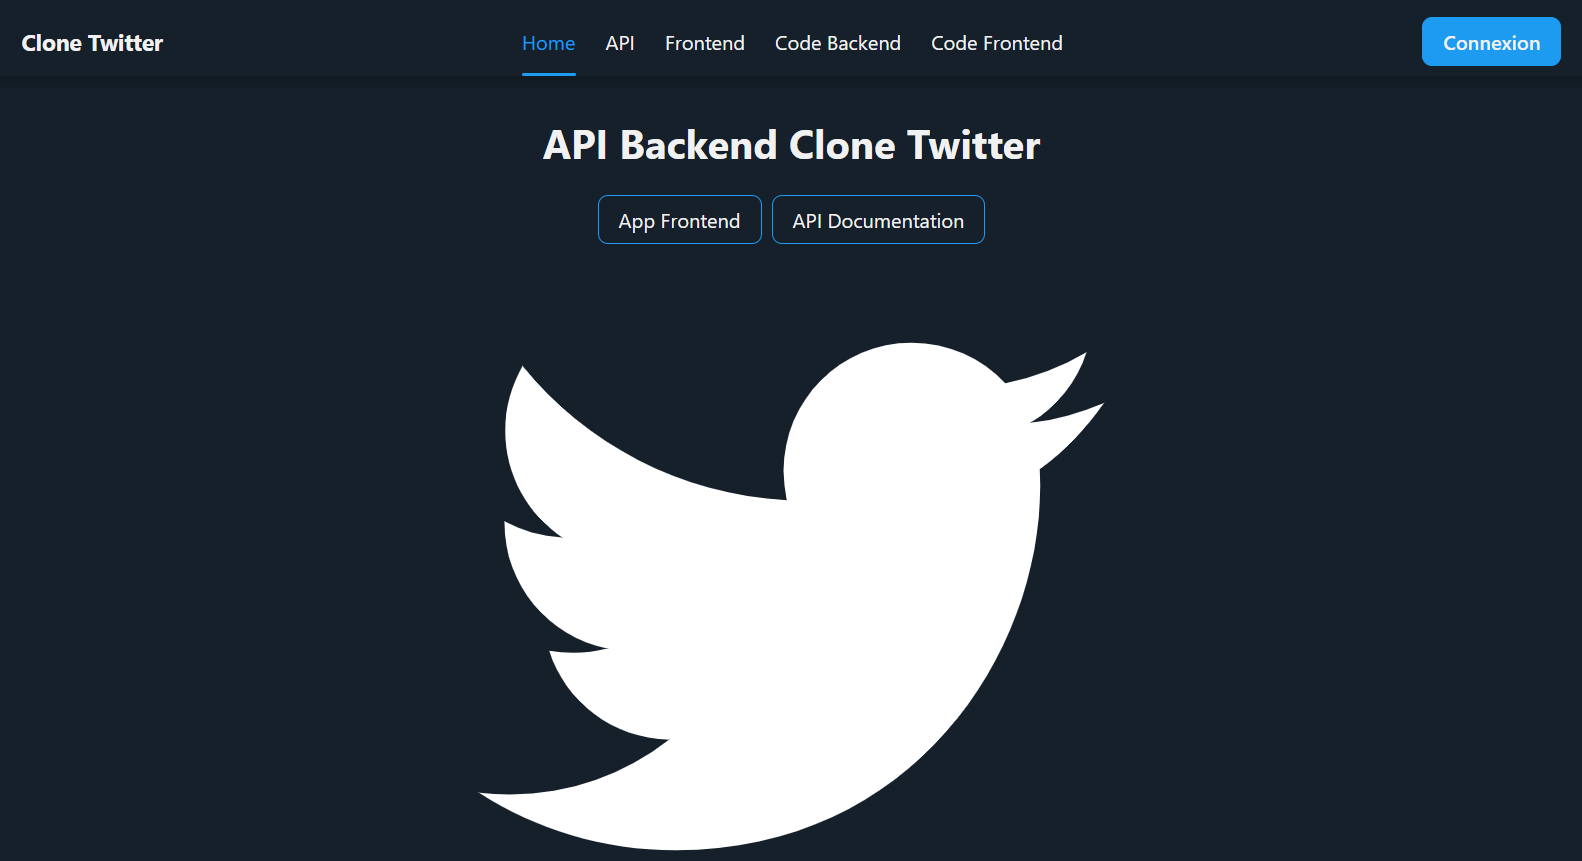 Clone Twitter
Home
API
Frontend
Code Backend
Code Frontend
Connexion
API Backend Clone Twitter
App Frontend
API Documentation